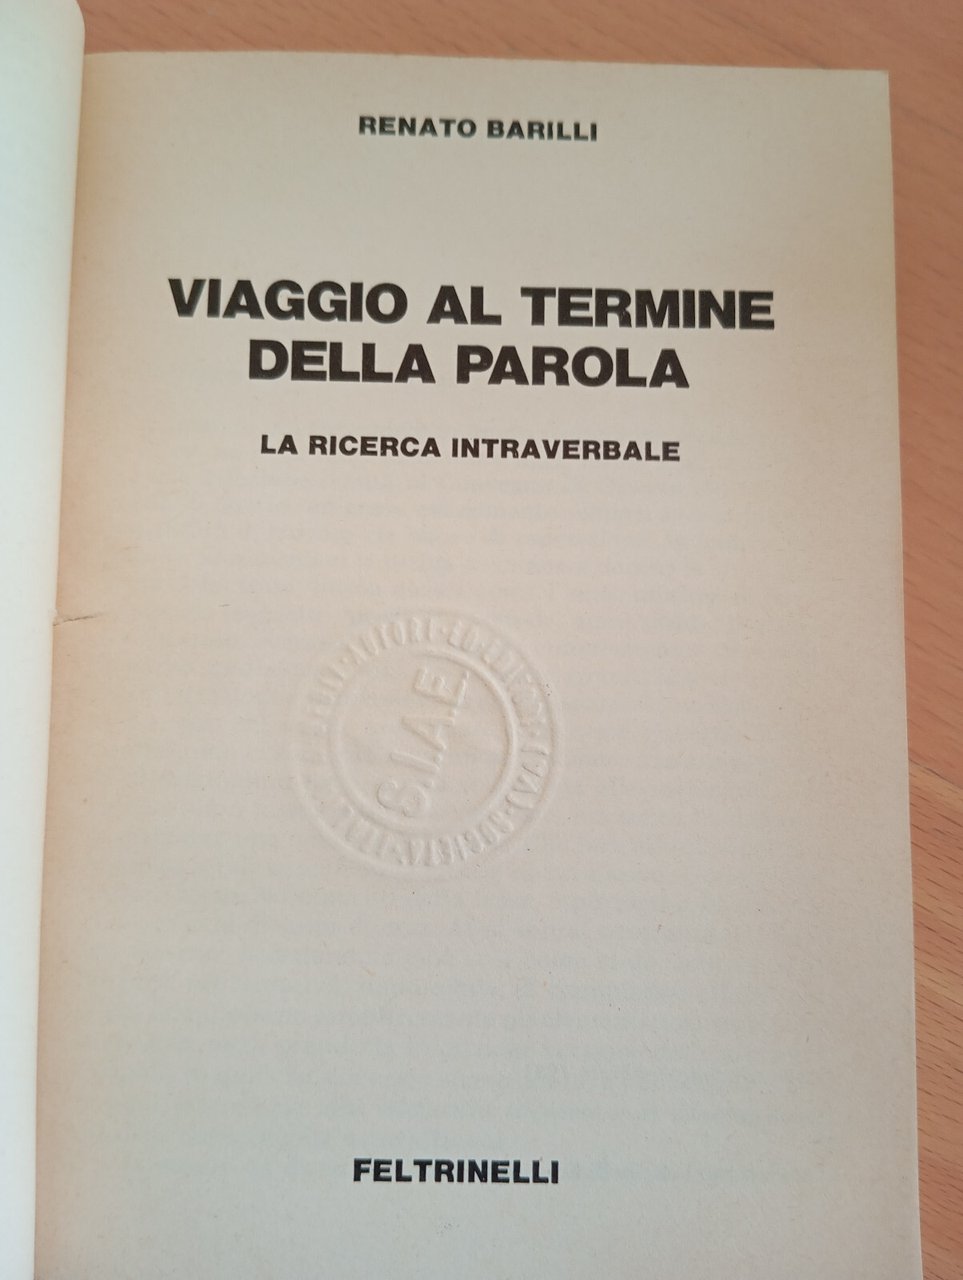 RENATO BARILLI
VIAGGIO AL TERMINE
DELLA PAROLA
LA RICERCA INTRAVERBALE
S.I.A.E
FELTRINELLI